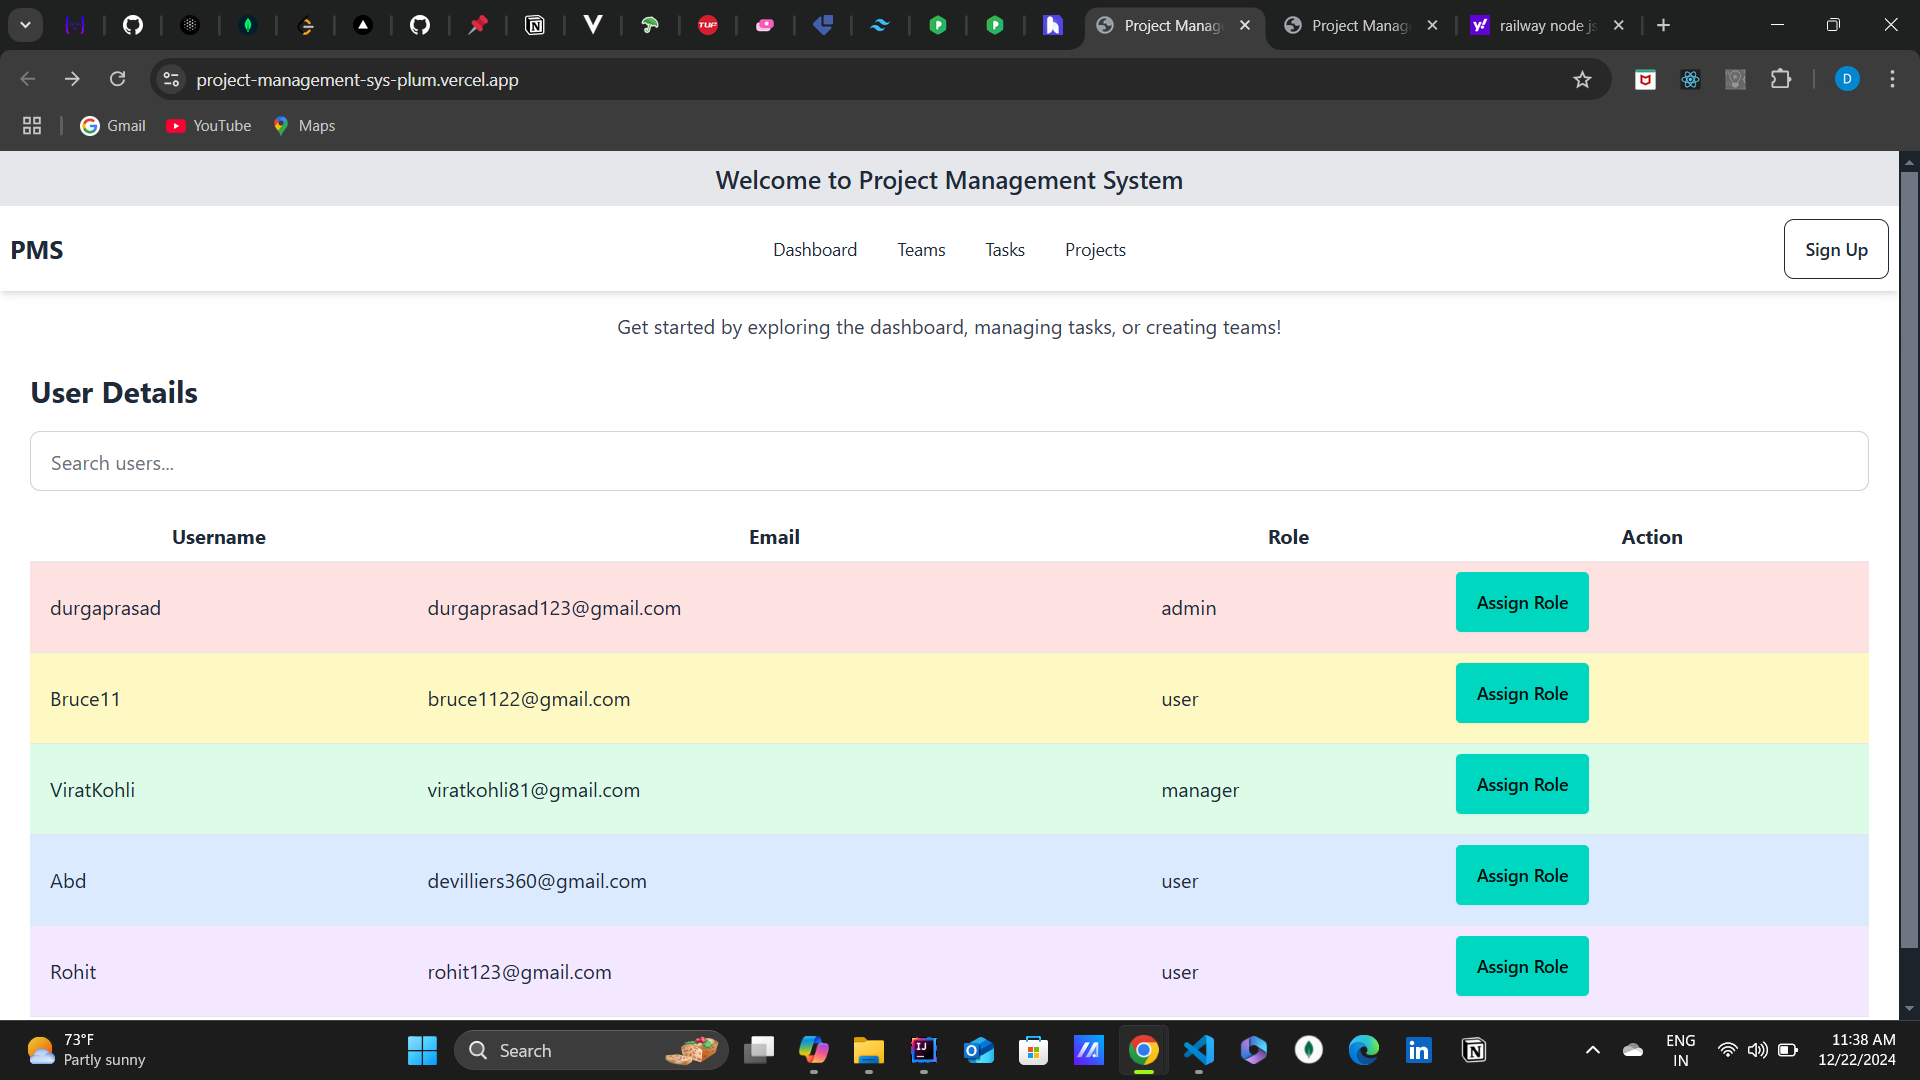 Project Manag
Project Manag
railway node js
project-management-sys-plum.vercel.app
D
Gmail
YouTube
Maps
Welcome to Project Management System
PMS
Dashboard
Teams
Tasks
Projects
Sign Up
Get started by exploring the dashboard, managing tasks, or creating teams!
User Details
Search users...
Username Email Role Action
durgaprasad durgaprasad123@gmail.com admin Assign Role
Bruce11 bruce1122@gmail.com user Assign Role
ViratKohli viratkohli81@gmail.com manager Assign Role
Abd devilliers360@gmail.com user Assign Role
Rohit rohit123@gmail.com user Assign Role
73°F
Partly sunny
Search
ENG
IN
11:38 AM
12/22/2024